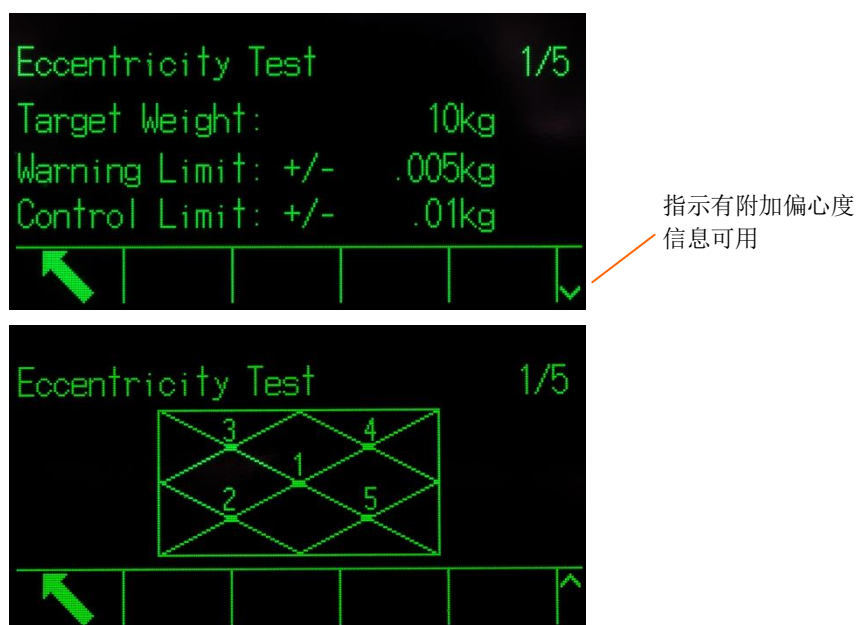 Eccentricity Test 1/5
Target Weight: 10kg
Warning Limit: +/- .005kg
Control Limit: +/- .01kg
指示有附加偏心度
信息可用
Eccentricity Test 1/5
3 4
1
2 5